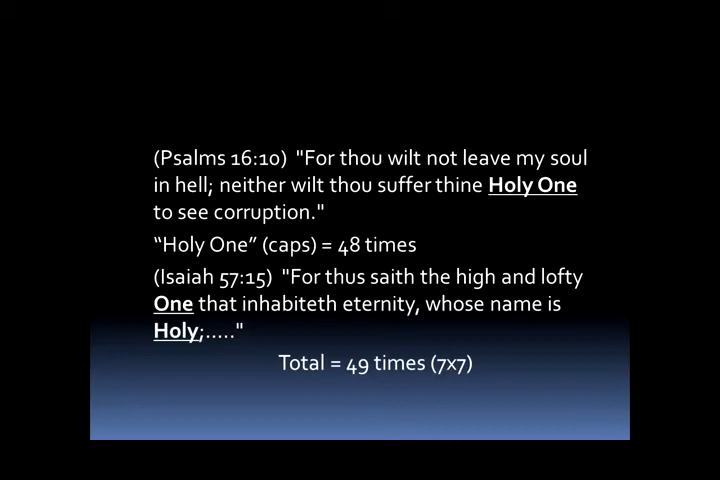 (Psalms 16:10)  "For thou wilt not leave my soul
in hell; neither wilt thou suffer thine Holy One
to see corruption."
“Holy One” (caps) = 48 times
(Isaiah 57:15)  "For thus saith the high and lofty
One that inhabiteth eternity, whose name is
Holy;....."
Total = 49 times (7x7)